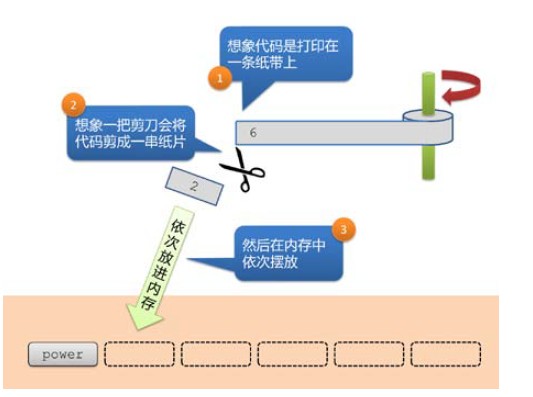 想象代码是打印在
一条纸带上
1
2
想象一把剪刀会将
代码剪成一串纸片
6
2
依次放进内存
然后在内存中
依次摆放
3
power